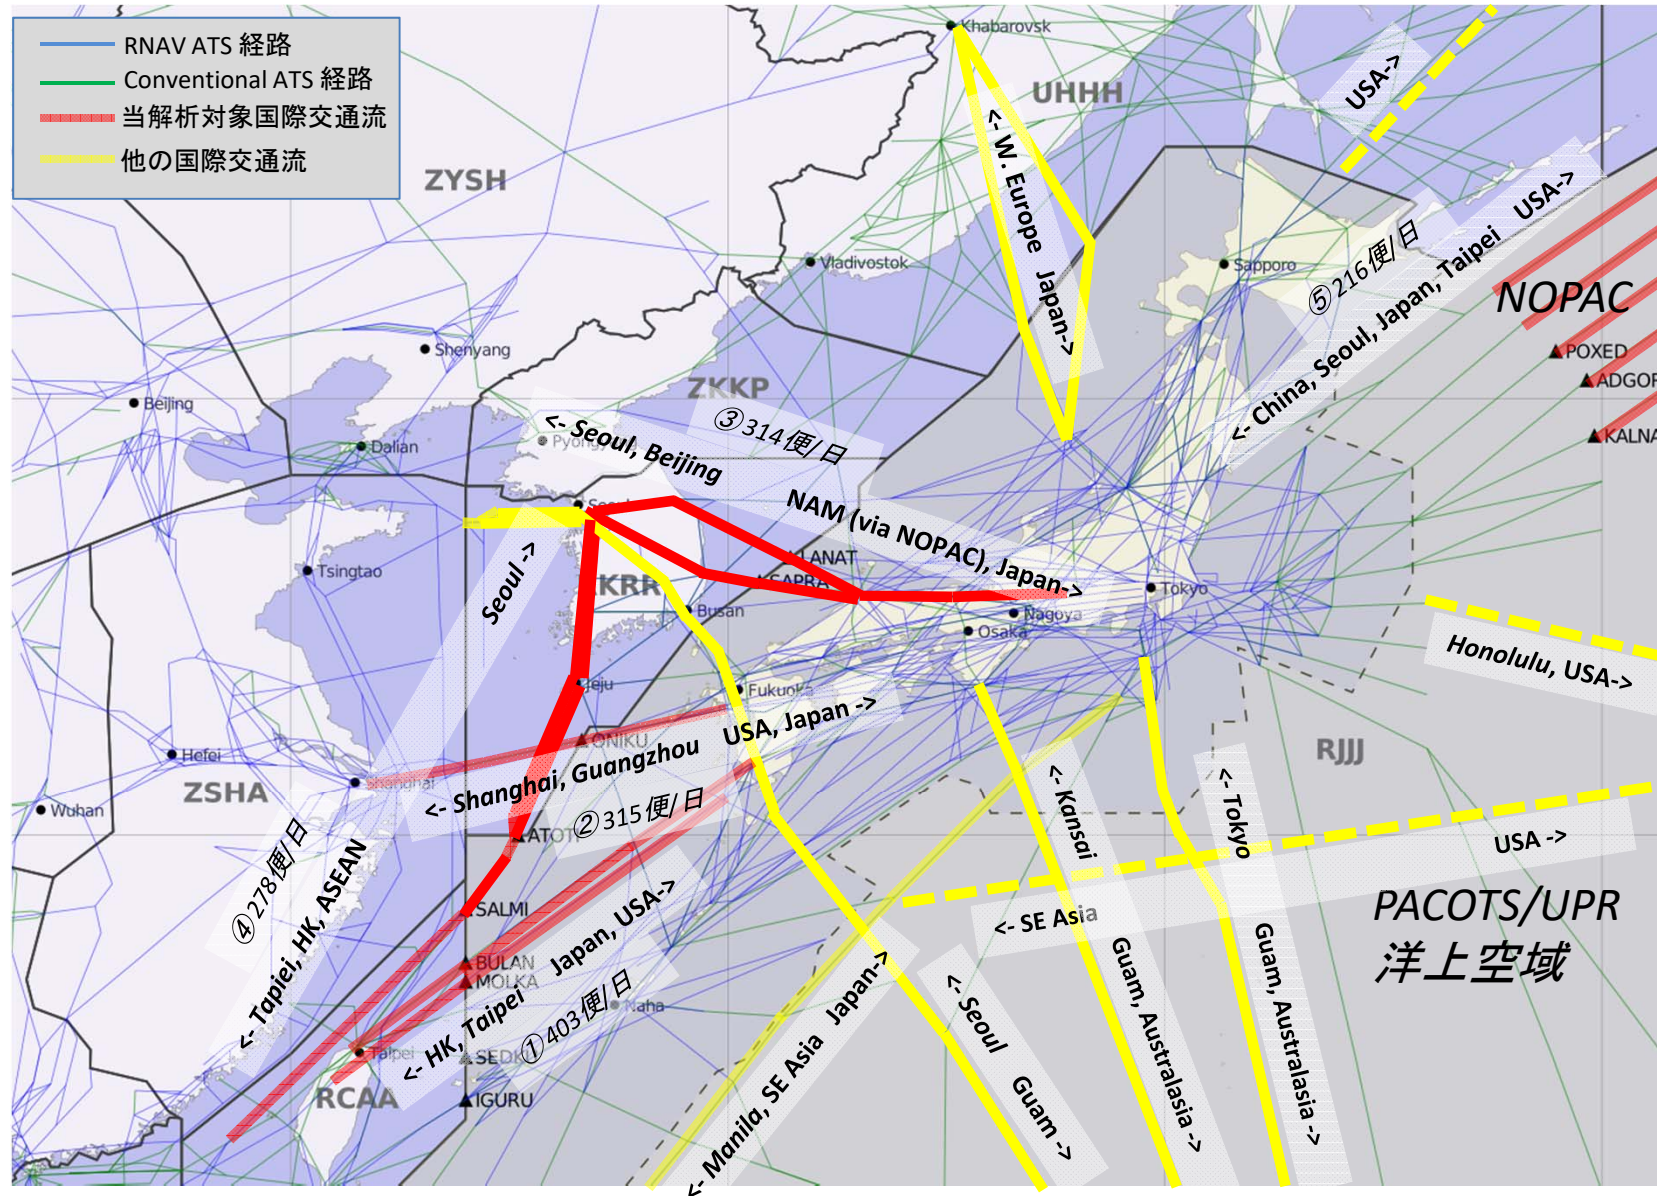 RNAV ATS 経路
Conventional ATS 経路
当解析対象国際交通流
他の国際交通流
Khabarovsk
UHHH
USA->
ZYSH
<- W. Europe Japan->
Vladivostok
Sapporo
⑤216便/日
<- China, Seoul, Japan, Taipei USA->
NOPAC
POXED
ADGOR
KALNA
Shenyang
Beijing
Dalian
ZKKP
③314便/日
<- Seoul, Beijing NAM (via NOPAC), Japan->
LANAT
SAPRA
Tsingtao
Seoul ->
KRR
Busan
Tokyo
Nagoya
Osaka
Honolulu, USA->
Jeju
Fukuoka
ONIKU
<- Shanghai, Guangzhou USA, Japan ->
②315便/日
RJJJ
Hefei
Shanghai
ZSHA
Wuhan
ATOTI
④278便/日
<- Tapiei, HK, ASEAN
SALMI
BULAN
MOLKA
<- HK, Taipei Japan, USA->
①403便/日
Naha
Taipei
SEDKU
IGURU
RCAA
<- Manila, SE Asia Japan->
<- Seoul Guam ->
<- Kansai Guam, Australasia ->
<- Tokyo Guam, Australasia ->
<- SE Asia USA ->
PACOTS/UPR
洋上空域